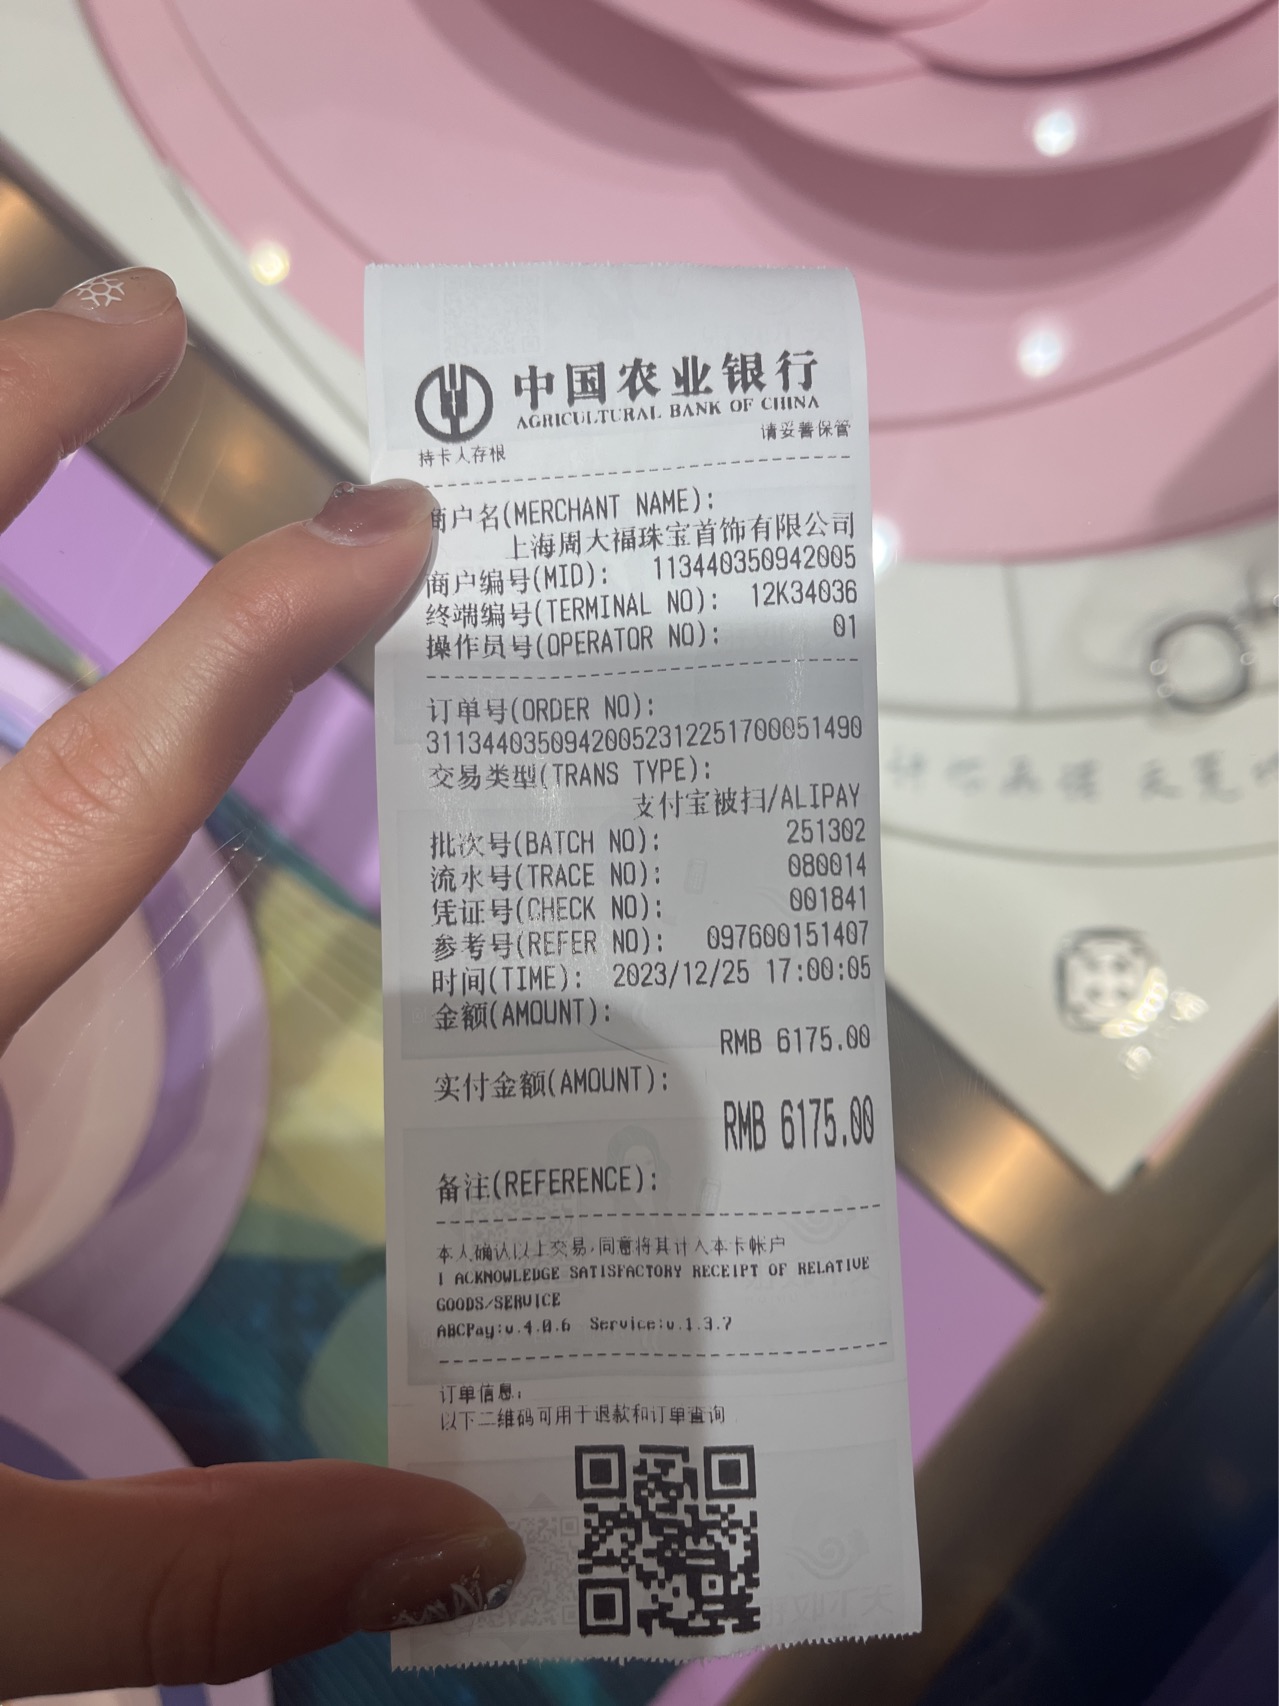 中国农业银行
AGRICULTURAL BANK OF CHINA
持卡人存根 请妥善保管
商户名(MERCHANT NAME):
上海周大福珠宝首饰有限公司
商户编号(MID): 113440350942005
终端编号(TERMINAL NO): 12K34036
操作员号(OPERATOR NO): 01
订单号(ORDER NO):
31134403509420052312251700051490
交易类型(TRANS TYPE):
支付宝被扫/ALIPAY
批次号(BATCH NO): 251302
流水号(TRACE NO): 080014
凭证号(CHECK NO): 001841
参考号(REFER NO): 097600151407
时间(TIME): 2023/12/25 17:00:05
金额(AMOUNT):
RMB 6175.00
实付金额(AMOUNT):
RMB 6175.00
备注(REFERENCE):
本人确认以上交易,同意将其计入本卡帐户
I ACKNOWLEDGE SATISFACTORY RECEIPT OF RELATIVE
GOODS/SERVICE
ABCPay:v.4.0.6 Service:v.1.3.7
订单信息:
以下二维码可用于退款和订单查询